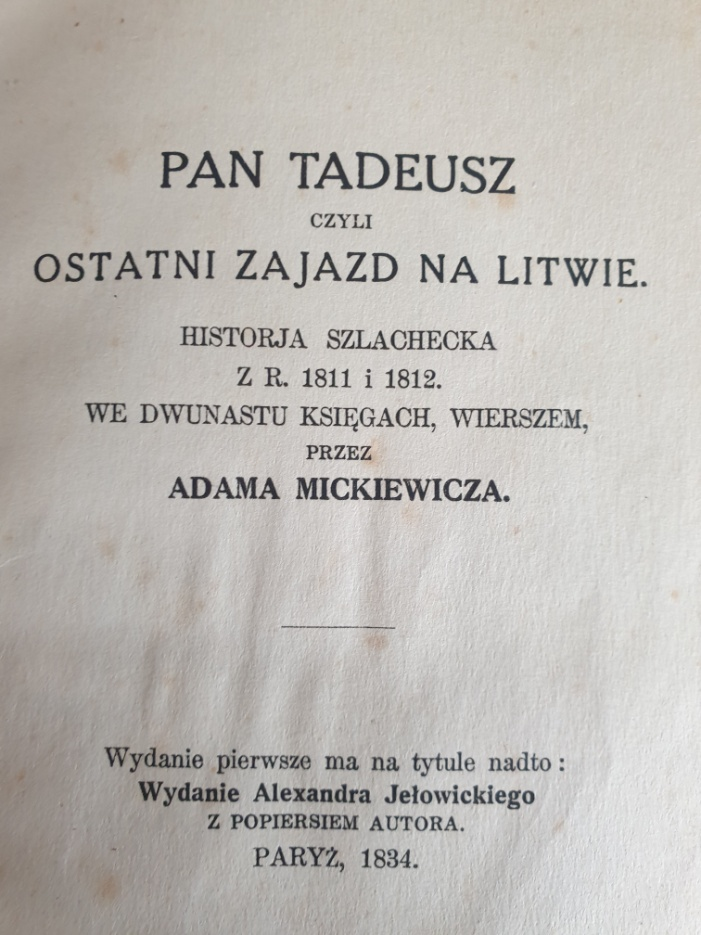 PAN TADEUSZ
CZYLI
OSTATNI ZAJAZD NA LITWIE.
HISTORJA SZLACHECKA
Z R. 1811 i 1812.
WE DWUNASTU KSIĘGACH, WIERSZEM,
PRZEZ
ADAMA MICKIEWICZA.
Wydanie pierwsze ma na tytule nadto:
Wydanie Alexandra Jełowickiego
Z POPIERSIEM AUTORA.
PARYŻ, 1834.